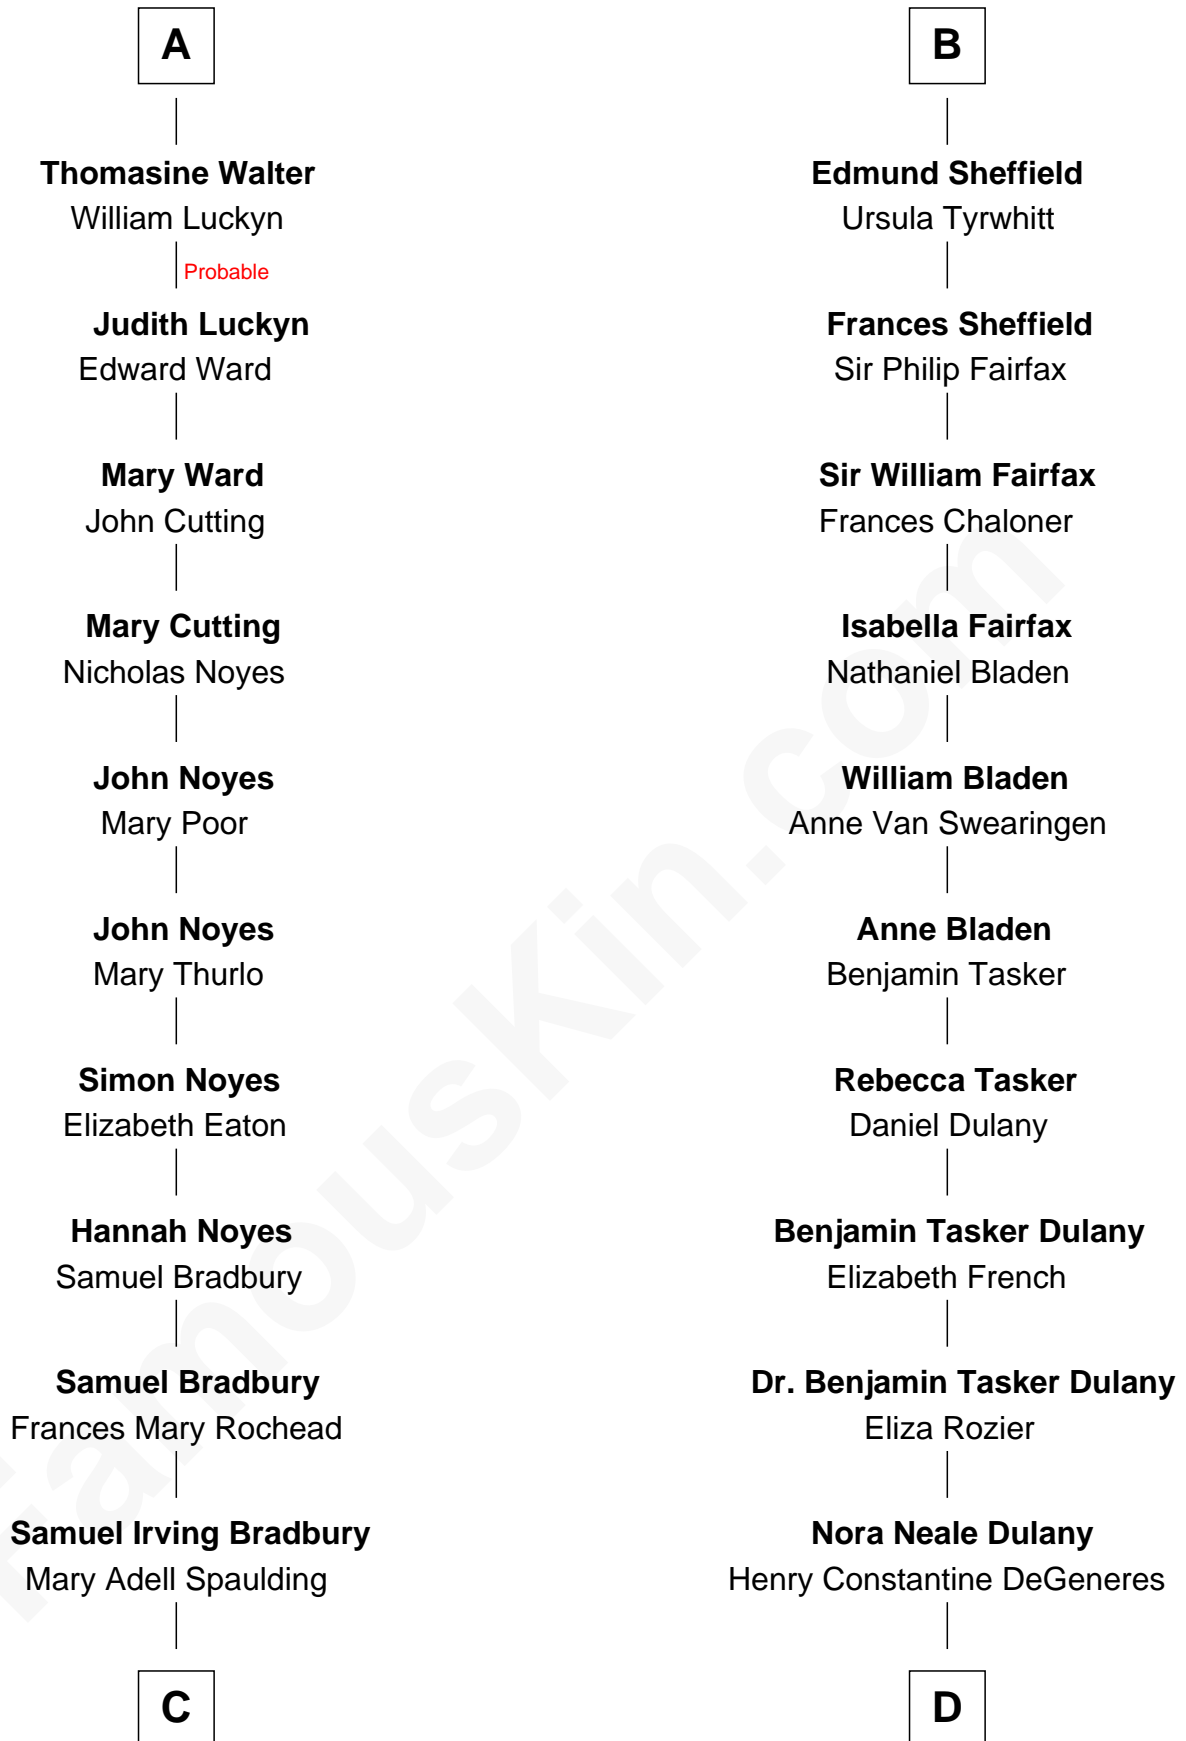 A
Thomasine Walter
William Luckyn
Probable
Judith Luckyn
Edward Ward
Mary Ward
John Cutting
Mary Cutting
Nicholas Noyes
John Noyes
Mary Poor
John Noyes
Mary Thurlo
Simon Noyes
Elizabeth Eaton
Hannah Noyes
Samuel Bradbury
Samuel Bradbury
Frances Mary Rochead
Samuel Irving Bradbury
Mary Adell Spaulding
C
B
Edmund Sheffield
Ursula Tyrwhitt
Frances Sheffield
Sir Philip Fairfax
Sir William Fairfax
Frances Chaloner
Isabella Fairfax
Nathaniel Bladen
William Bladen
Anne Van Swearingen
Anne Bladen
Benjamin Tasker
Rebecca Tasker
Daniel Dulany
Benjamin Tasker Dulany
Elizabeth French
Dr. Benjamin Tasker Dulany
Eliza Rozier
Nora Neale Dulany
Henry Constantine DeGeneres
D
FamousKin.com